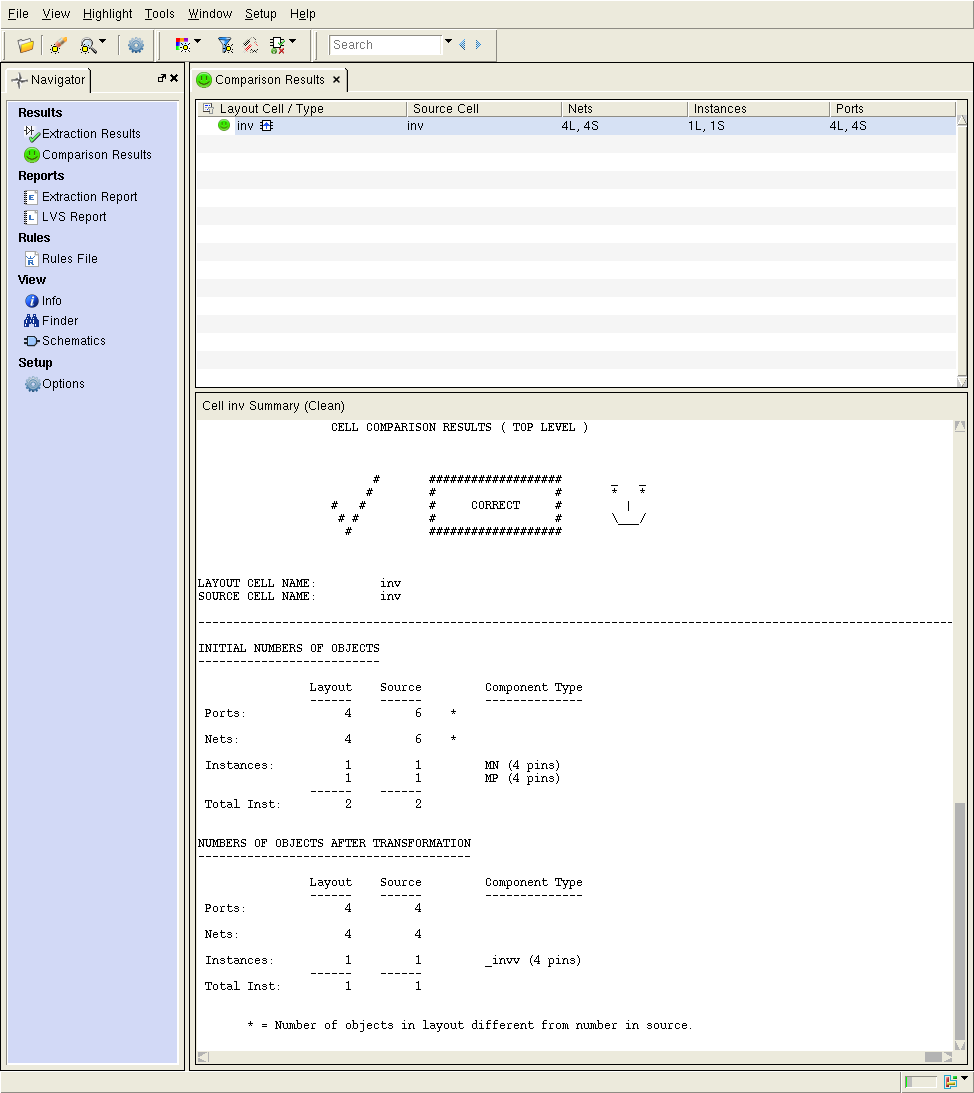 File View Highlight Tools Window Setup Help
Search
Navigator
Results
Extraction Results
Comparison Results
Reports
Extraction Report
LVS Report
Rules
Rules File
View
Info
Finder
Schematics
Setup
Options
Comparison Results
Layout Cell / Type Source Cell Nets Instances Ports
inv inv 4L, 4S 1L, 1S 4L, 4S
Cell inv Summary (Clean)
CELL COMPARISON RESULTS ( TOP LEVEL )
# ################### _ _
# # # * *
# # # CORRECT # |
# # # # \___/
# ###################
LAYOUT CELL NAME: inv
SOURCE CELL NAME: inv
INITIAL NUMBERS OF OBJECTS
--------------------------
Layout Source Component Type
------ ------ --------------
Ports: 4 6 *
Nets: 4 6 *
Instances: 1 1 MN (4 pins)
1 1 MP (4 pins)
------ ------
Total Inst: 2 2
NUMBERS OF OBJECTS AFTER TRANSFORMATION
---------------------------------------
Layout Source Component Type
------ ------ --------------
Ports: 4 4
Nets: 4 4
Instances: 1 1 _invv (4 pins)
------ ------
Total Inst: 1 1
* = Number of objects in layout different from number in source.